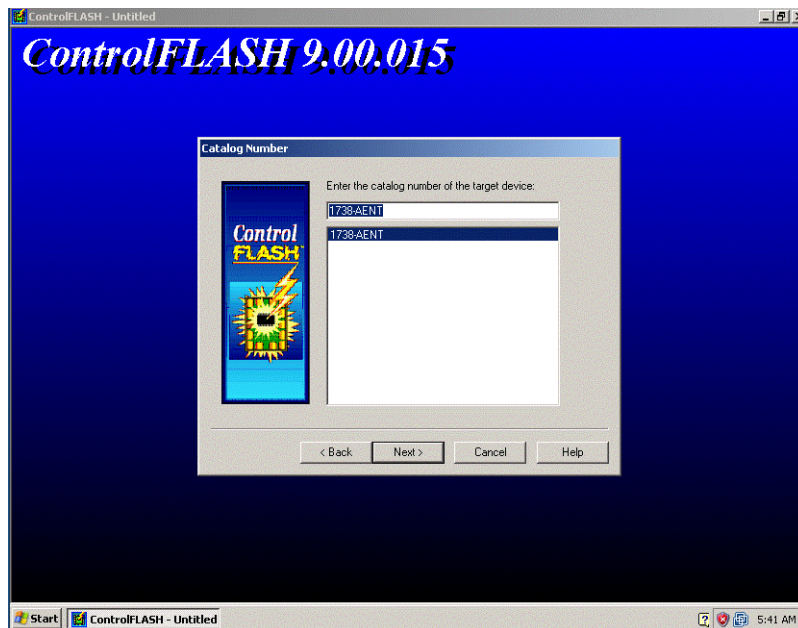 ControlFLASH - Untitled
ControlFLASH 9.00.015
Catalog Number
Enter the catalog number of the target device:
1738-AENT
1738-AENT
Control
FLASH
< Back
Next >
Cancel
Help
Start
ControlFLASH - Untitled
5:41 AM